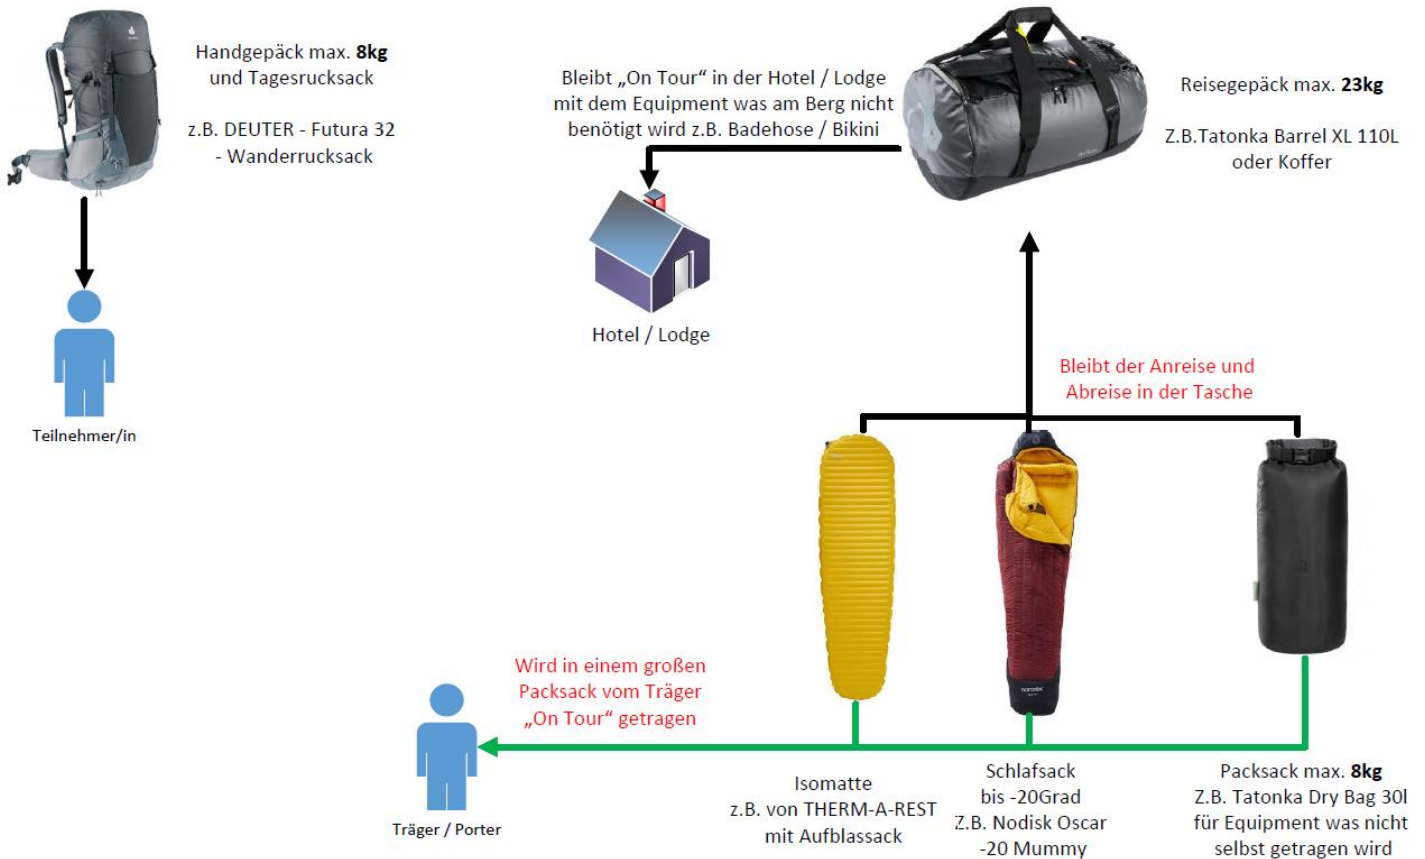 Handgepäck max. 8kg
und Tagesrucksack
z.B. DEUTER - Futura 32
- Wanderrucksack
Teilnehmer/in
Bleibt „On Tour“ in der Hotel / Lodge
mit dem Equipment was am Berg nicht
benötigt wird z.B. Badehose / Bikini
Hotel / Lodge
Reisegepäck max. 23kg
Z.B.Tatonka Barrel XL 110L
oder Koffer
Bleibt der Anreise und
Abreise in der Tasche
Wird in einem großen
Packsack vom Träger
„On Tour“ getragen
Träger / Porter
Isomatte
z.B. von THERM-A-REST
mit Aufblassack
Schlafsack
bis -20Grad
Z.B. Nodisk Oscar
-20 Mummy
Packsack max. 8kg
Z.B. Tatonka Dry Bag 30l
für Equipment was nicht
selbst getragen wird